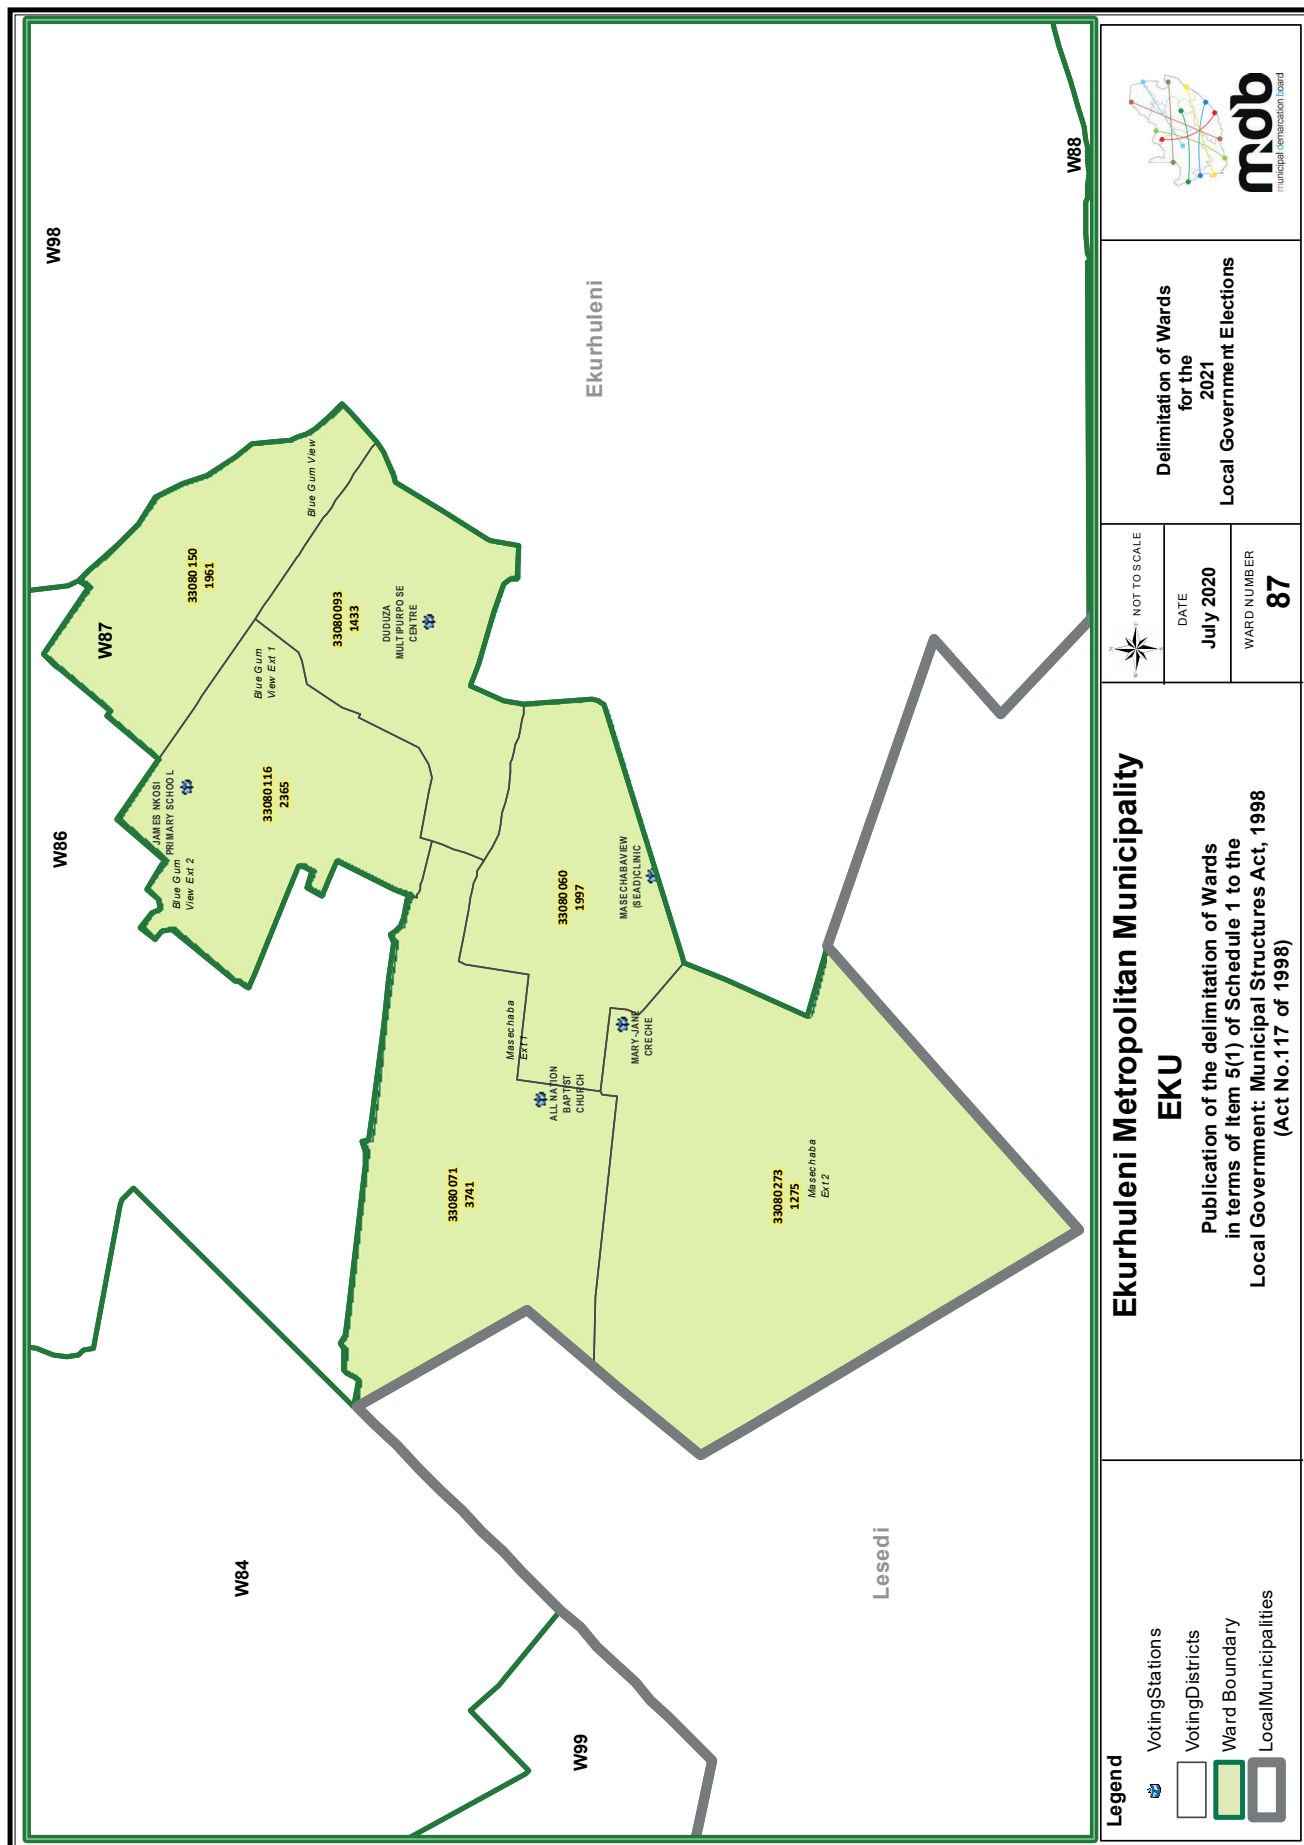 W98
W88
Ekurhuleni
Blue Gum View
33080150
1961
W87
33080093
1433
DUDUZA
MULTIPURPOSE
CENTRE
Blue Gum
View Ext 1
W86
JAMES NKOSI
PRIMARY SCHOOL
33080116
2365
Blue Gum
View Ext 2
33080060
1997
MASECHABAVIEW
(SEAD)CLINIC
Masechaba
Ext1
MARY-JANE
CRECHE
ALL NATION
BAPTIST
CHURCH
33080071
3741
33080273
1275
Masechaba
Ext2
W84
Lesedi
W99
Legend
VotingStations
VotingDistricts
Ward Boundary
LocalMunicipalities
Ekurhuleni Metropolitan Municipality
EKU
Publication of the delimitation of Wards
in terms of Item 5(1) of Schedule 1 to the
Local Government: Municipal Structures Act, 1998
(Act No.117 of 1998)
N
W
E
S
NOT TO SCALE
DATE
July 2020
WARD NUMBER
87
Delimitation of Wards
for the
2021
Local Government Elections
mdb
municipal demarcation board